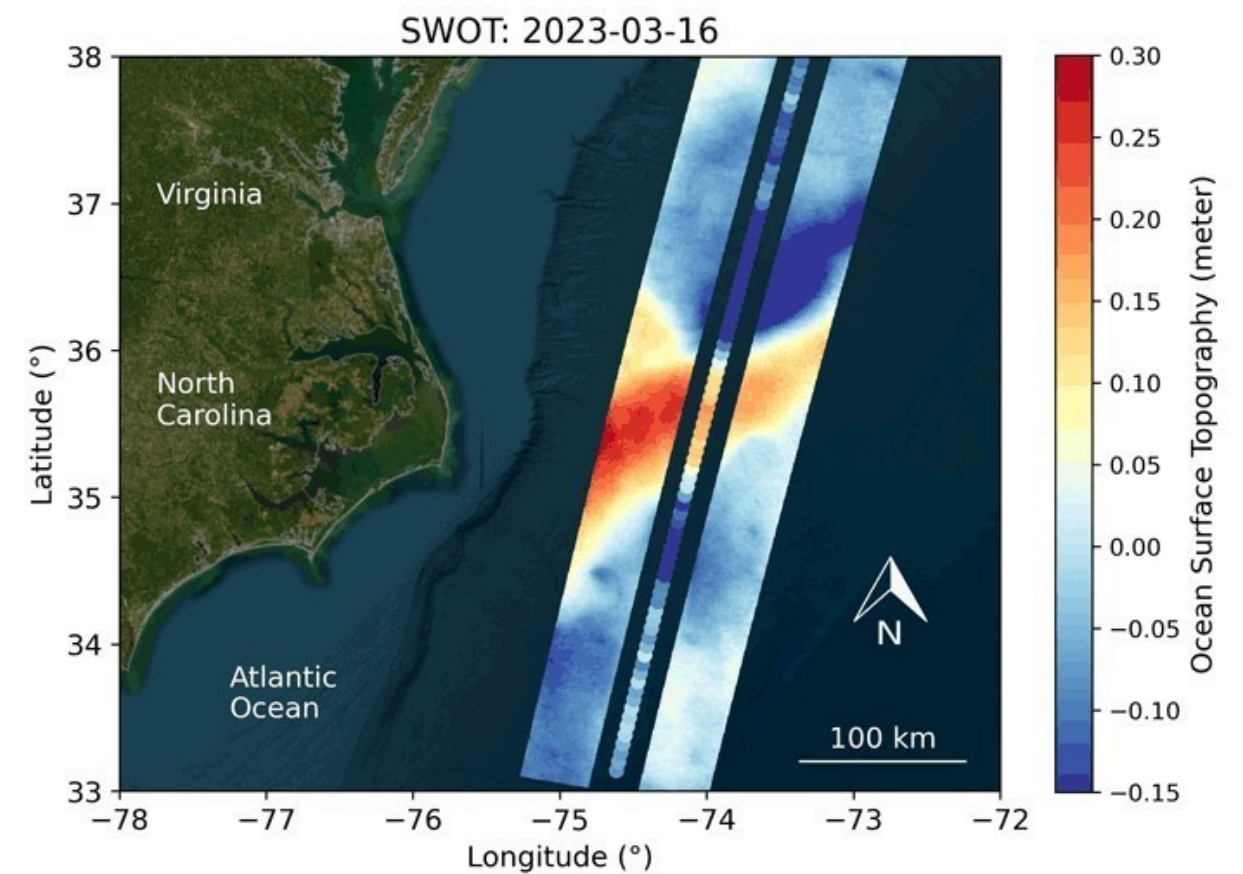 SWOT: 2023-03-16
38
37
36
35
34
33
Latitude (°)
Virginia
North
Carolina
Atlantic
Ocean
N
100 km
−78
−77
−76
−75
−74
−73
−72
Longitude (°)
0.30
0.25
0.20
0.15
0.10
0.05
0.00
−0.05
−0.10
−0.15
Ocean Surface Topography (meter)